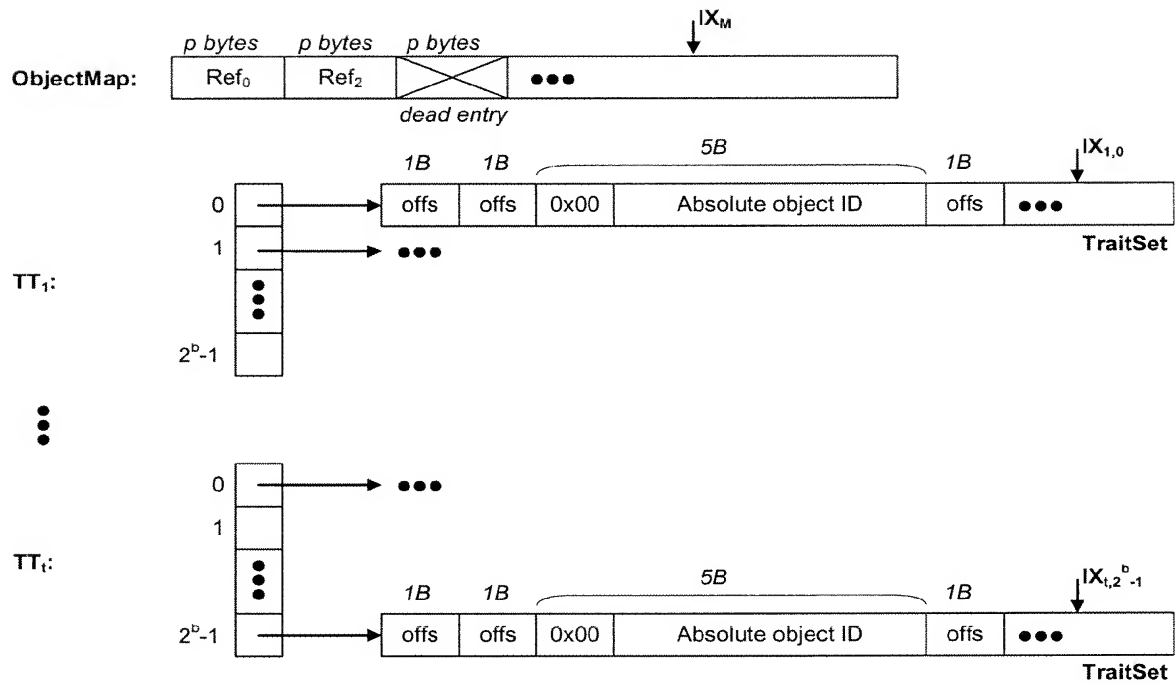 IX_M
p bytes p bytes p bytes
ObjectMap: Ref₀ Ref₂ ●●●
dead entry
5B
1B 1B 1B IX₁,₀
0 offs offs 0x00 Absolute object ID offs ●●●
TraitSet
1 ●●●
TT₁:
2ᵇ-1
0 ●●●
1
TTₜ:
5B
1B 1B 1B IX_t,2ᵇ-1
2ᵇ-1 offs offs 0x00 Absolute object ID offs ●●●
TraitSet